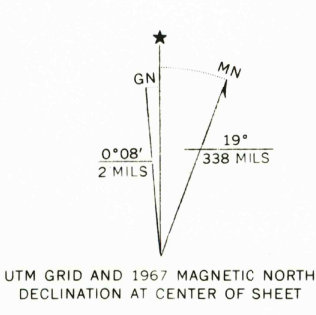 ★
GN
MN
0°08'
2 MILS
19°
338 MILS
UTM GRID AND 1967 MAGNETIC NORTH
DECLINATION AT CENTER OF SHEET